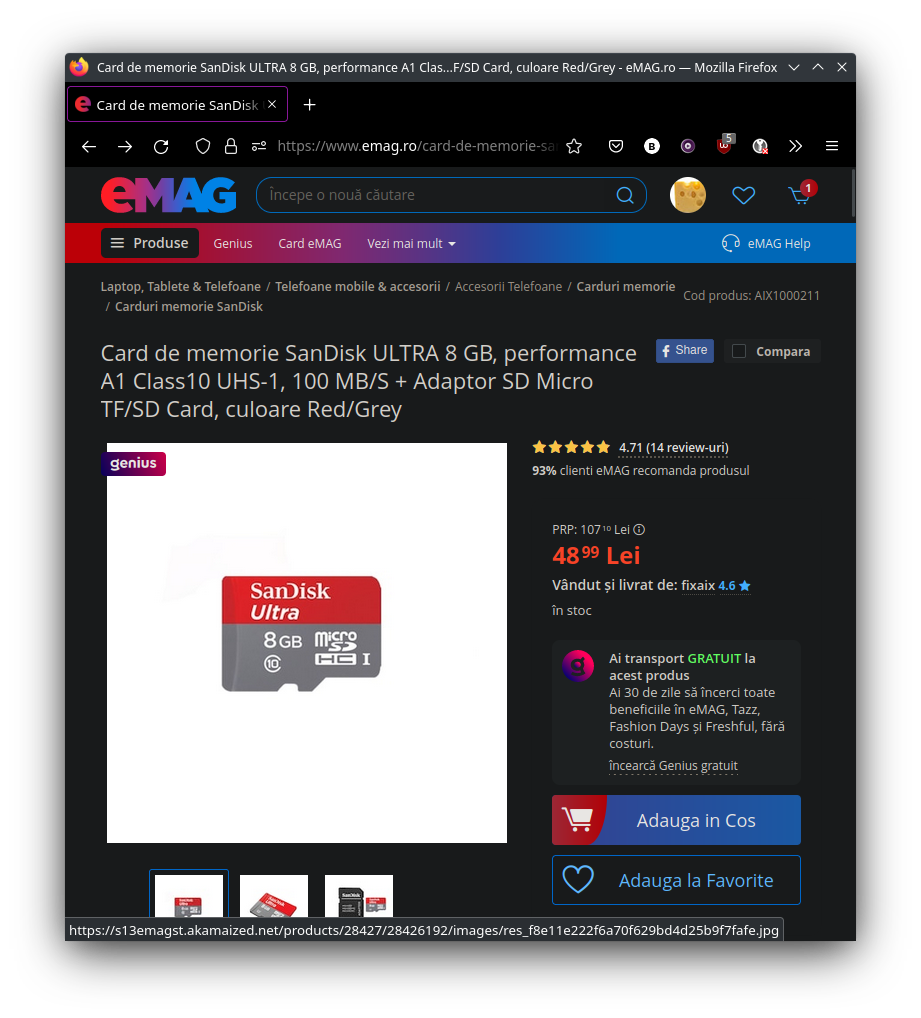 Card de memorie SanDisk ULTRA 8 GB, performance A1 Clas...F/SD Card, culoare Red/Grey - eMAG.ro — Mozilla Firefox
Card de memorie SanDisk
https://www.emag.ro/card-de-memorie-sa
5
eMAG
Începe o nouă căutare
1
Produse
Genius
Card eMAG
Vezi mai mult
eMAG Help
Laptop, Tablete & Telefoane / Telefoane mobile & accesorii / Accesorii Telefoane / Carduri memorie
/ Carduri memorie SanDisk
Cod produs: AIX1000211
Card de memorie SanDisk ULTRA 8 GB, performance
A1 Class10 UHS-1, 100 MB/S + Adaptor SD Micro
TF/SD Card, culoare Red/Grey
Share
Compara
genius
SanDisk
Ultra
8 GB micro
SD
10 HC I
4.71 (14 review-uri)
93% clienti eMAG recomanda produsul
PRP: 107 10 Lei
48 99 Lei
Vândut și livrat de: fixaix 4.6
în stoc
Ai transport GRATUIT la
acest produs
Ai 30 de zile să încerci toate
beneficiile în eMAG, Tazz,
Fashion Days și Freshful, fără
costuri.
încearcă Genius gratuit
Adauga in Cos
Adauga la Favorite
https://s13emagst.akamaized.net/products/28427/28426192/images/res_f8e11e222f6a70f629bd4d25b9f7fafe.jpg